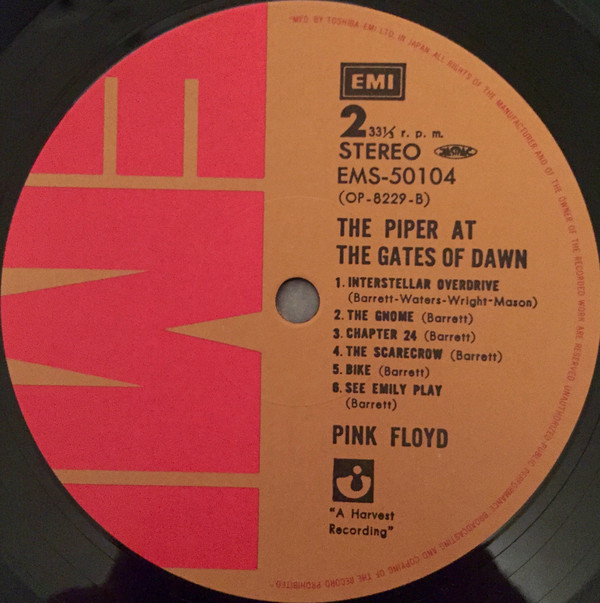 "MFD. BY TOSHIBA-EMI LTD. IN JAPAN. ALL RIGHTS OF THE MANUFACTURER AND OF THE OWNER OF THE RECORDED WORK ARE RESERVED UNAUTHORIZED PUBLIC PERFORMANCE BROADCASTING AND COPYING OF THE RECORD PROHIBITED"
EMI
EMI
2 33⅓ r. p. m.
STEREO
EMS-50104
(OP-8229-B)
THE PIPER AT
THE GATES OF DAWN
1. INTERSTELLAR OVERDRIVE
(Barrett-Waters-Wright-Mason)
2. THE GNOME (Barrett)
3. CHAPTER 24 (Barrett)
4. THE SCARECROW (Barrett)
5. BIKE (Barrett)
6. SEE EMILY PLAY
(Barrett)
PINK FLOYD
"A Harvest
Recording"